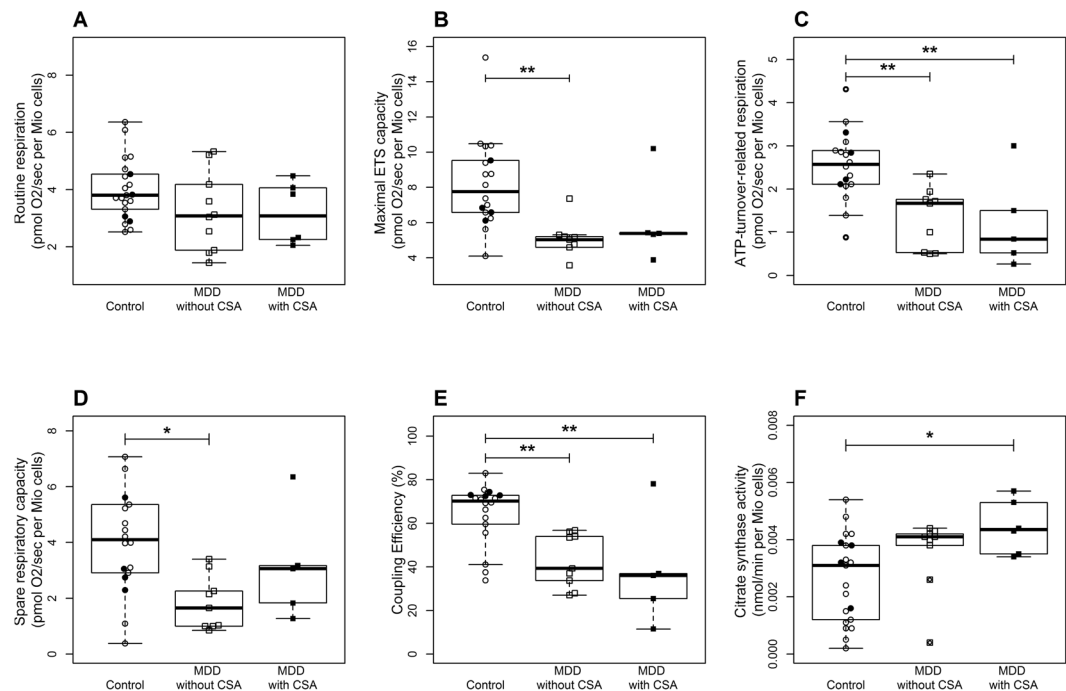 A
Routine respiration
(pmol O2/sec per Mio cells)
8
6
4
2
Control
MDD
without CSA
MDD
with CSA
B
Maximal ETS capacity
(pmol O2/sec per Mio cells)
16
14
12
10
8
6
4
**
Control
MDD
without CSA
MDD
with CSA
C
ATP-turnover-related respiration
(pmol O2/sec per Mio cells)
5
4
3
2
1
0
**
**
Control
MDD
without CSA
MDD
with CSA
D
Spare respiratory capacity
(pmol O2/sec per Mio cells)
8
6
4
2
0
*
Control
MDD
without CSA
MDD
with CSA
E
Coupling Efficiency (%)
100
80
60
40
20
0
**
**
Control
MDD
without CSA
MDD
with CSA
F
Citrate synthase activity
(nmol/min per Mio cells)
0.008
0.006
0.004
0.002
0.000
*
Control
MDD
without CSA
MDD
with CSA